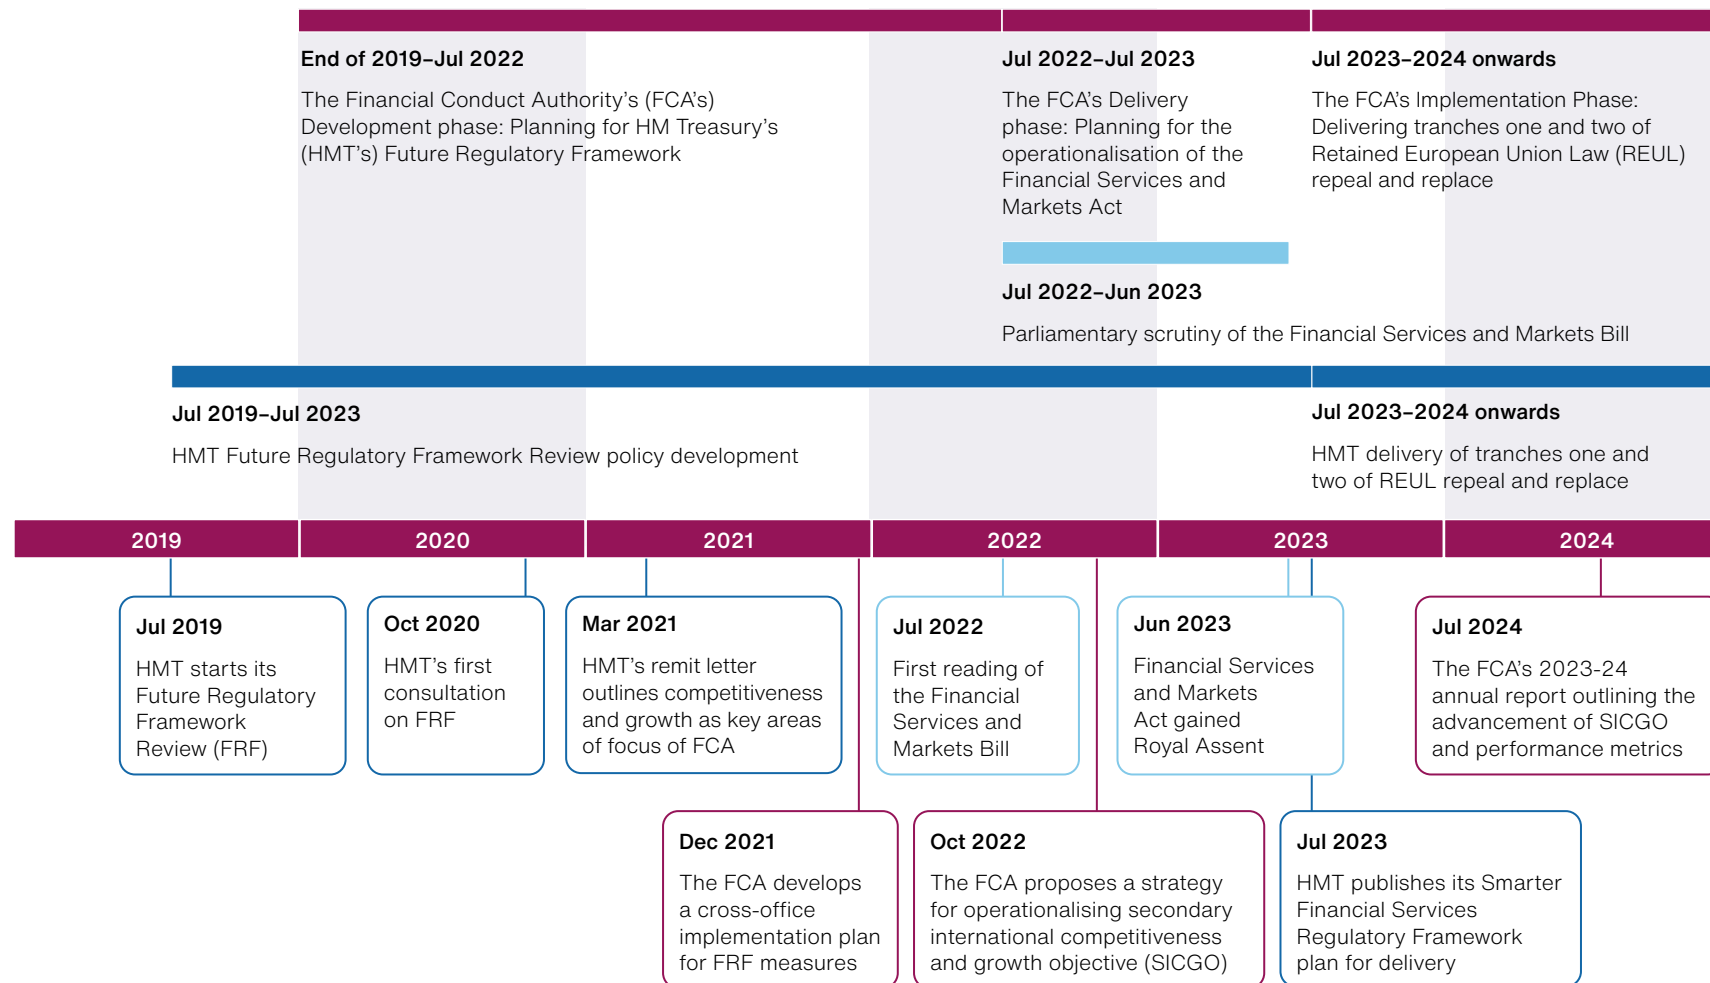 End of 2019–Jul 2022
The Financial Conduct Authority's (FCA's)
Development phase: Planning for HM Treasury's
(HMT's) Future Regulatory Framework
Jul 2022–Jul 2023
The FCA's Delivery
phase: Planning for the
operationalisation of the
Financial Services and
Markets Act
Jul 2023–2024 onwards
The FCA's Implementation Phase:
Delivering tranches one and two of
Retained European Union Law (REUL)
repeal and replace
Jul 2022–Jun 2023
Parliamentary scrutiny of the Financial Services and Markets Bill
Jul 2019–Jul 2023
HMT Future Regulatory Framework Review policy development
Jul 2023–2024 onwards
HMT delivery of tranches one and
two of REUL repeal and replace
2019
2020
2021
2022
2023
2024
Jul 2019
HMT starts its
Future Regulatory
Framework
Review (FRF)
Oct 2020
HMT's first
consultation
on FRF
Mar 2021
HMT's remit letter
outlines competitiveness
and growth as key areas
of focus of FCA
Jul 2022
First reading of
the Financial
Services and
Markets Bill
Jun 2023
Financial Services
and Markets
Act gained
Royal Assent
Jul 2024
The FCA's 2023-24
annual report outlining the
advancement of SICGO
and performance metrics
Dec 2021
The FCA develops
a cross-office
implementation plan
for FRF measures
Oct 2022
The FCA proposes a strategy
for operationalising secondary
international competitiveness
and growth objective (SICGO)
Jul 2023
HMT publishes its Smarter
Financial Services
Regulatory Framework
plan for delivery